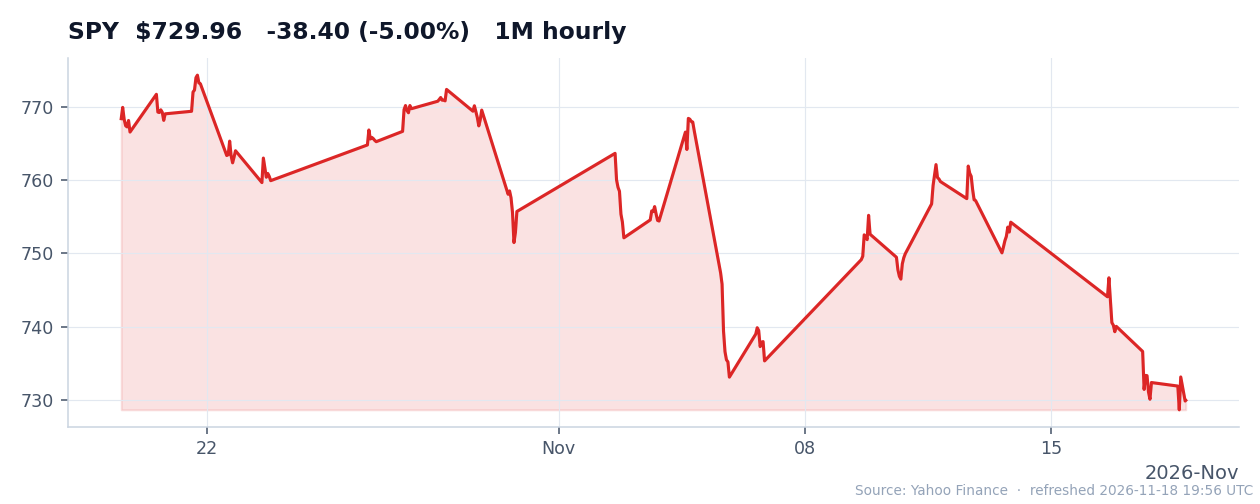 SPY $729.96 -38.40 (-5.00%) 1M hourly
770
760
750
740
730
22 Nov 08 15
2026-Nov
Source: Yahoo Finance · refreshed 2026-11-18 19:56 UTC